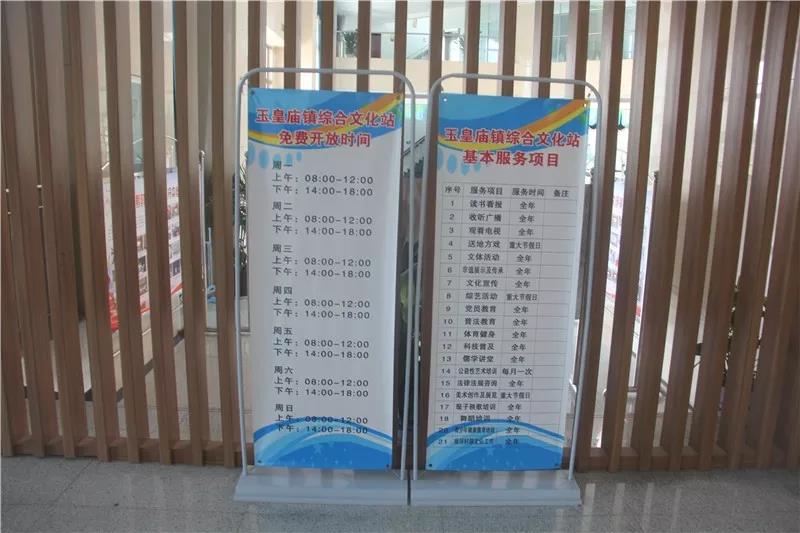 玉皇庙镇综合文化站
免费开放时间
周一
上午：08:00-12:00
下午：14:00-18:00
周二
上午：08:00-12:00
下午：14:00-18:00
周三
上午：08:00-12:00
下午：14:00-18:00
周四
上午：08:00-12:00
下午：14:00-18:00
周五
上午：08:00-12:00
下午：14:00-18:00
周六
上午：08:00-12:00
下午：14:00-18:00
周日
上午：08:00-12:00
下午：14:00-18:00
玉皇庙镇综合文化站
基本服务项目
序号 服务项目 服务时间 备注
1 读书看报 全年
2 收听广播 全年
3 观看电视 全年
4 送地方戏 重大节假日
5 文体活动 全年
6 非遗展示及传承 全年
7 文化宣传 全年
8 综艺活动 重大节假日
9 党员教育 全年
10 普法教育 全年
11 体育健身 全年
12 科技普及 全年
13 儒学讲堂 全年
14 公益性艺术培训 每月一次
15 法律法规咨询 全年
16 美术创作及展览 重大节假日
17 鼓子秧歌培训 全年
18 舞蹈培训 全年
20 全年
21 全年